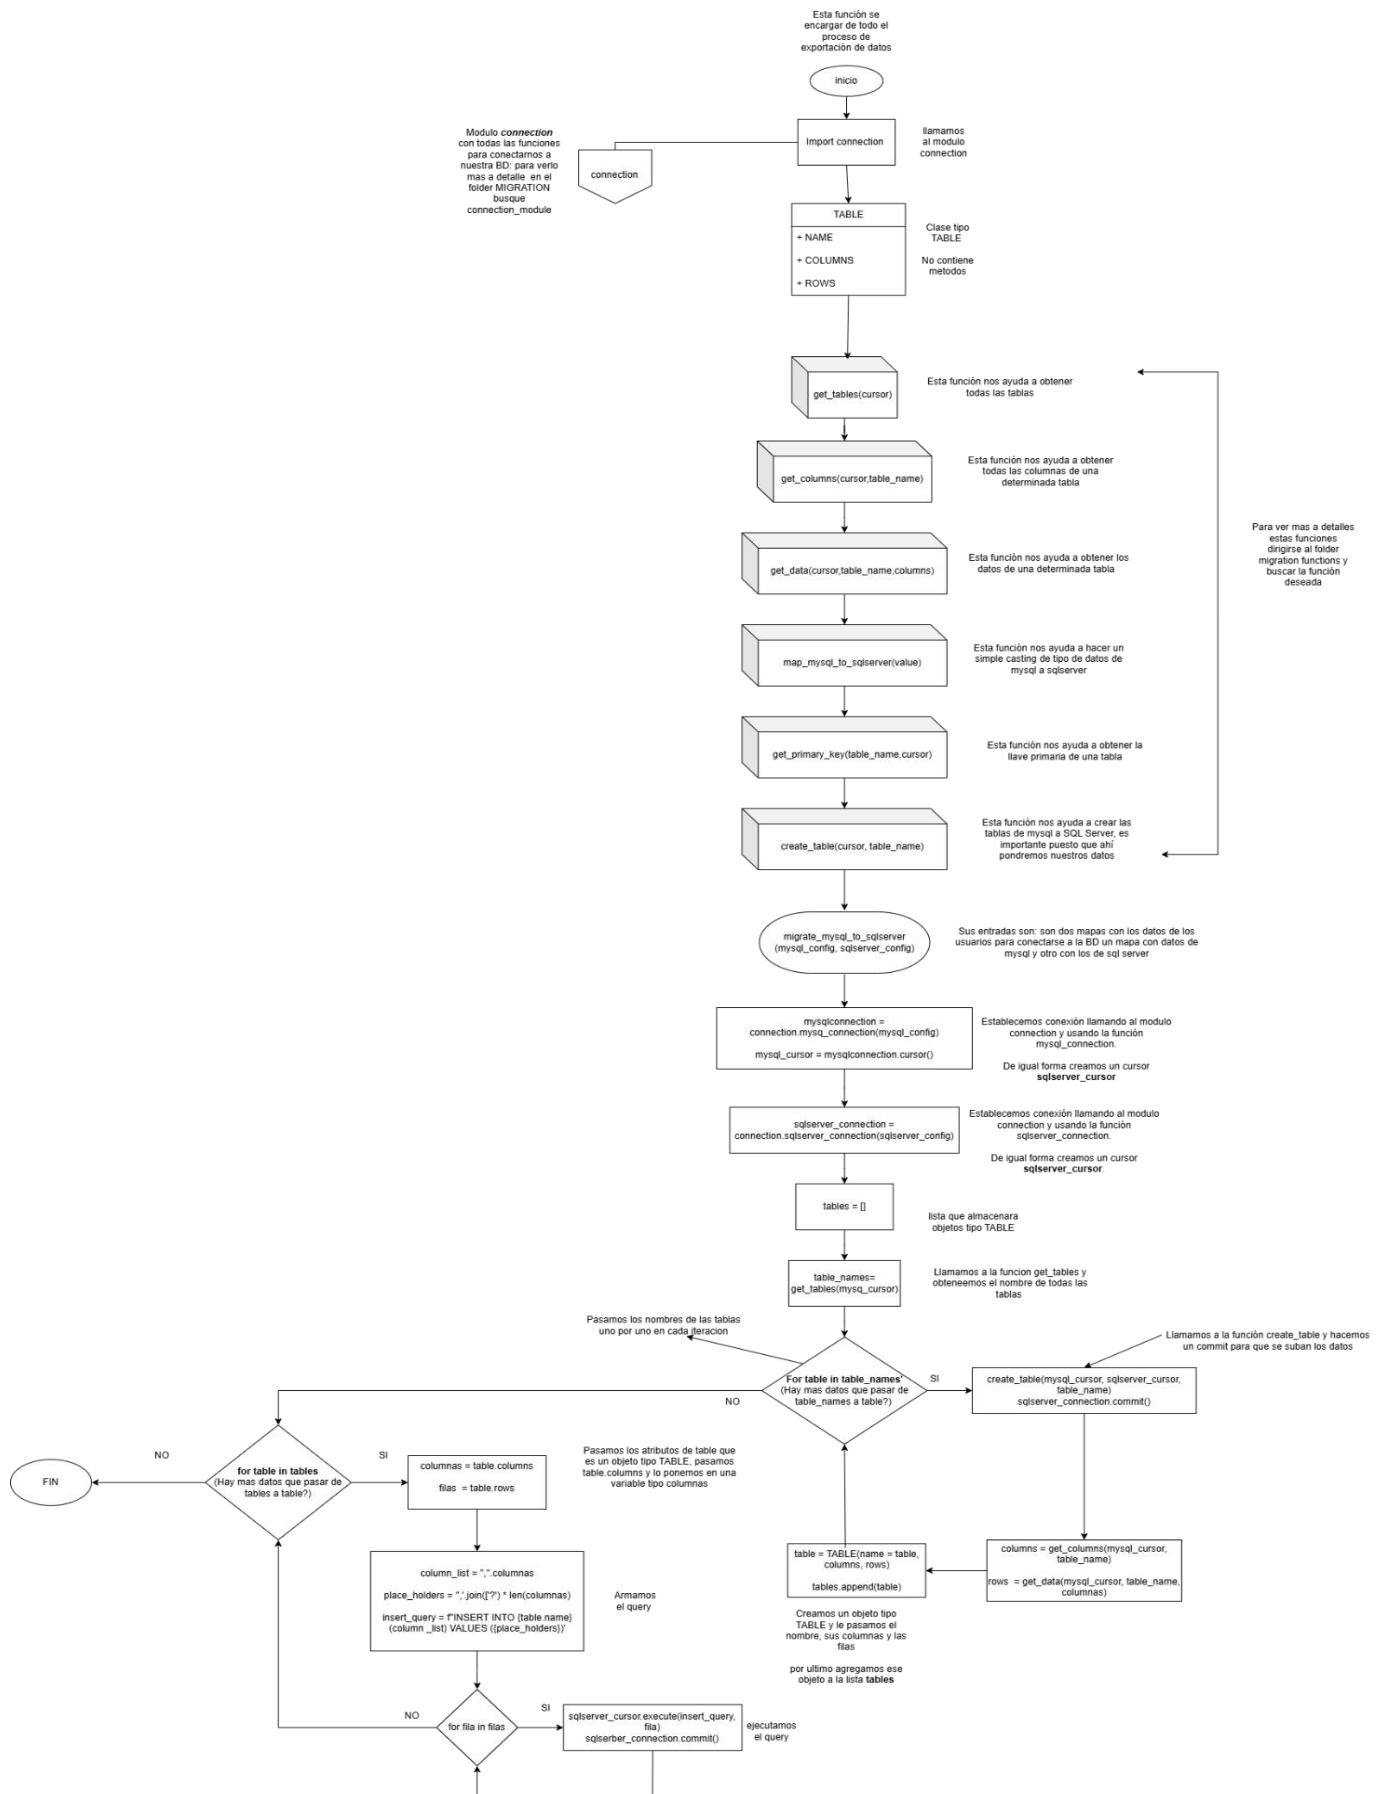 Esta función se
encargar de todo el
proceso de
exportación de datos
inicio
Modulo connection
con todas las funciones
para conectarnos a
nuestra BD: para verlo
mas a detalle en el
folder MIGRATION
busque
connection_module
connection
Import connection
llamamos
al modulo
connection
TABLE
+ NAME
+ COLUMNS
+ ROWS
Clase tipo
TABLE
No contiene
metodos
get_tables(cursor)
Esta función nos ayuda a obtener
todas las tablas
get_columns(cursor,table_name)
Esta función nos ayuda a obtener
todas las columnas de una
determinada tabla
get_data(cursor,table_name,columns)
Esta función nos ayuda a obtener los
datos de una determinada tabla
Para ver mas a detalles
estas funciones
dirigirse al folder
migration functions y
buscar la función
deseada
map_mysql_to_sqlserver(value)
Esta función nos ayuda a hacer un
simple casting de tipo de datos de
mysql a sqlserver
get_primary_key(table_name,cursor)
Esta función nos ayuda a obtener la
llave primaria de una tabla
create_table(cursor, table_name)
Esta función nos ayuda a crear las
tablas de mysql a SQL Server, es
importante puesto que ahí
pondremos nuestros datos
migrate_mysql_to_sqlserver
(mysql_config, sqlserver_config)
Sus entradas son: son dos mapas con los datos de los
usuarios para conectarse a la BD un mapa con datos de
mysql y otro con los de sql server
mysqlconnection =
connection.mysq_connection(mysql_config)
mysql_cursor = mysqlconnection.cursor()
Establecemos conexión llamando al modulo
connection y usando la función
mysql_connection.
De igual forma creamos un cursor
sqlserver_cursor
sqlserver_connection =
connection.sqlserver_connection(sqlserver_config)
Establecemos conexión llamando al modulo
connection y usando la función
sqlserver_connection.
De igual forma creamos un cursor
sqlserver_cursor.
tables = []
lista que almacenara
objetos tipo TABLE
table_names=
get_tables(mysq_cursor)
Llamamos a la funcion get_tables y
obteneemos el nombre de todas las
tablas
Pasamos los nombres de las tablas
uno por uno en cada iteracion
For table in table_names'
(Hay mas datos que pasar de
table_names a table?)
SI
NO
Llamamos a la función create_table y hacemos
un commit para que se suban los datos
create_table(mysql_cursor, sqlserver_cursor,
table_name)
sqlserver_connection.commit()
columns = get_columns(mysql_cursor,
table_name)
rows = get_data(mysql_cursor, table_name,
columnas)
table = TABLE(name = table,
columns, rows)
tables.append(table)
Creamos un objeto tipo
TABLE y le pasamos el
nombre, sus columnas y las
filas
por ultimo agregamos ese
objeto a la lista tables
for table in tables
(Hay mas datos que pasar de
tables a table?)
NO
FIN
SI
columnas = table.columns
filas = table.rows
Pasamos los atributos de table que
es un objeto tipo TABLE, pasamos
table.columns y lo ponemos en una
variable tipo columnas
column_list = ",".columnas
place_holders = ",'.join(['?') * len(columnas)
insert_query = f"INSERT INTO {table.name}
(column _list) VALUES ({place_holders})'
Armamos
el query
for fila in filas
NO
SI
sqlserver_cursor.execute(insert_query,
fila)
sqlserber_connection.commit()
ejecutamos
el query